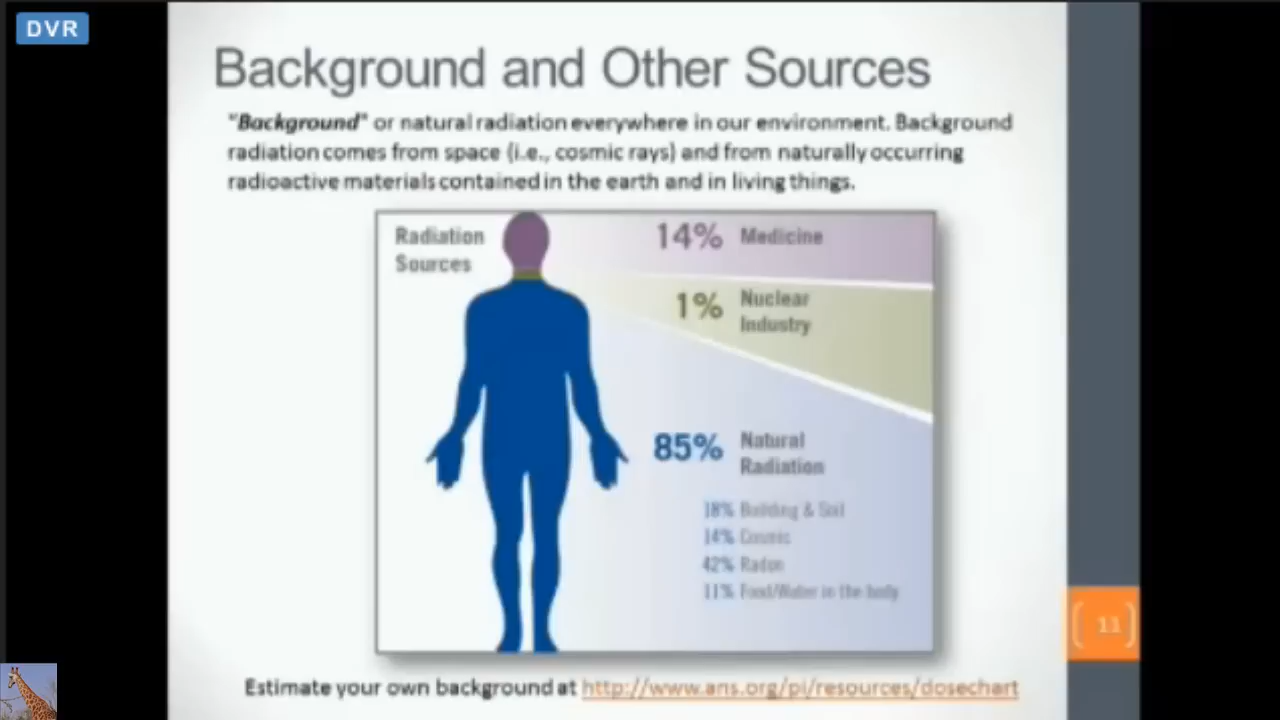 DVR
Background and Other Sources
"Background" or natural radiation everywhere in our environment. Background
radiation comes from space (i.e., cosmic rays) and from naturally occurring
radioactive materials contained in the earth and in living things.
Radiation
Sources
14% Medicine
1% Nuclear
Industry
85% Natural
Radiation
18% Building & Soil
14% Cosmic
42% Radon
11% Food/Water in the body
11
Estimate your own background at http://www.ans.org/pi/resources/dosechart